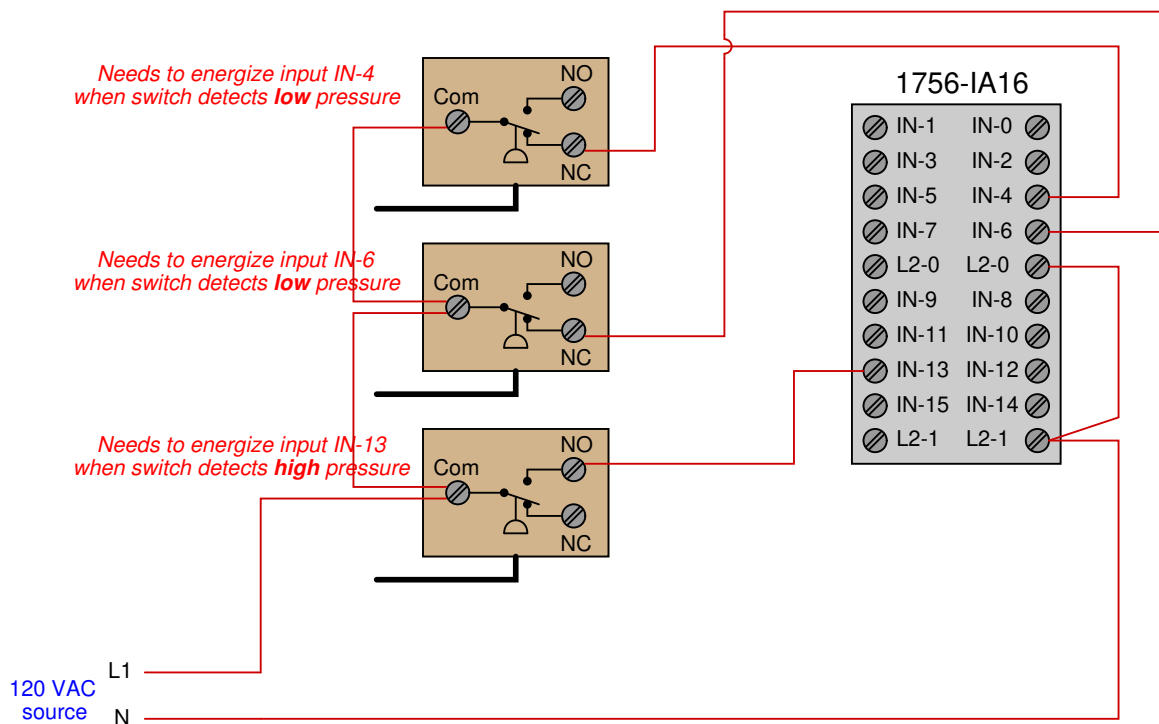 Needs to energize input IN-4
when switch detects low pressure
Com
NO
NC
Needs to energize input IN-6
when switch detects low pressure
Com
NO
NC
Needs to energize input IN-13
when switch detects high pressure
Com
NO
NC
1756-IA16
IN-1 IN-0
IN-3 IN-2
IN-5 IN-4
IN-7 IN-6
L2-0 L2-0
IN-9 IN-8
IN-11 IN-10
IN-13 IN-12
IN-15 IN-14
L2-1 L2-1
L1
120 VAC
source
N